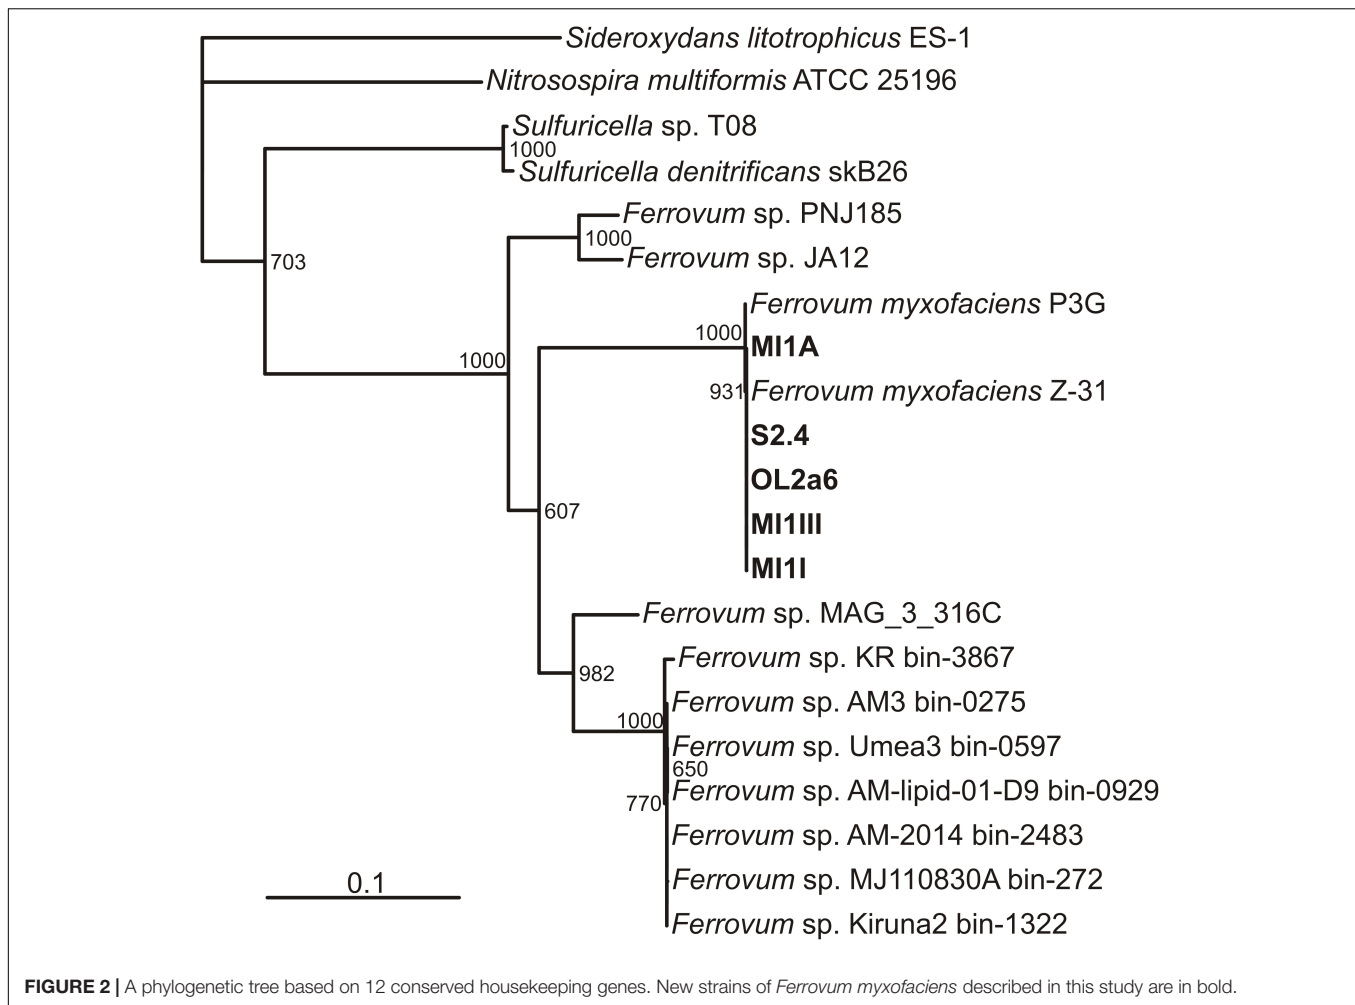 Sideroxydans litotrophicus ES-1
Nitrosospira multiformis ATCC 25196
Sulfuricella sp. T08
1000
Sulfuricella denitrificans skB26
Ferrovum sp. PNJ185
1000
Ferrovum sp. JA12
703
Ferrovum myxofaciens P3G
1000
MI1A
1000
931
Ferrovum myxofaciens Z-31
S2.4
OL2a6
607
MI1III
MI1I
Ferrovum sp. MAG_3_316C
Ferrovum sp. KR bin-3867
982
Ferrovum sp. AM3 bin-0275
1000
Ferrovum sp. Umea3 bin-0597
650
Ferrovum sp. AM-lipid-01-D9 bin-0929
770
Ferrovum sp. AM-2014 bin-2483
Ferrovum sp. MJ110830A bin-272
0.1
Ferrovum sp. Kiruna2 bin-1322
FIGURE 2 | A phylogenetic tree based on 12 conserved housekeeping genes. New strains of Ferrovum myxofaciens described in this study are in bold.